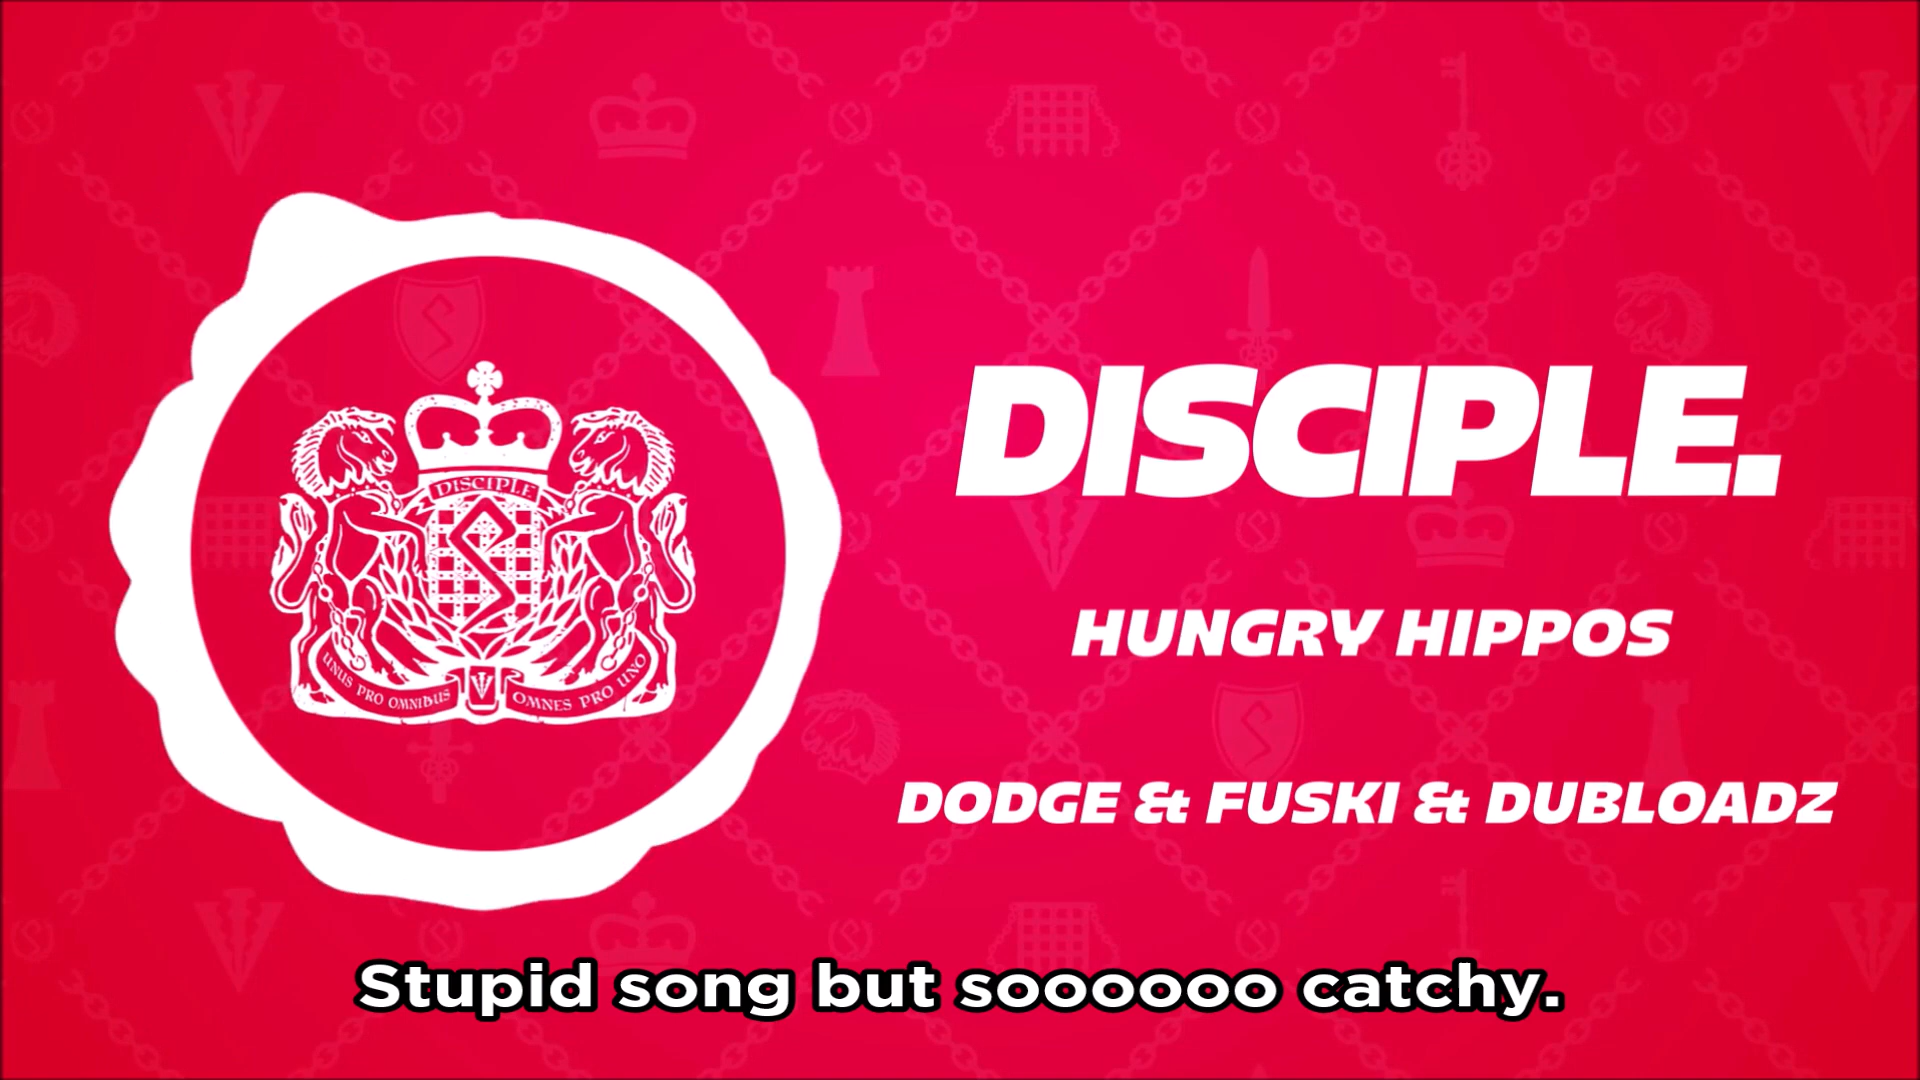 DISCIPLE
UNUS PRO OMNIBUS
OMNES PRO UNO
DISCIPLE.
HUNGRY HIPPOS
DODGE & FUSKI & DUBLOADZ
Stupid song but soooooo catchy.